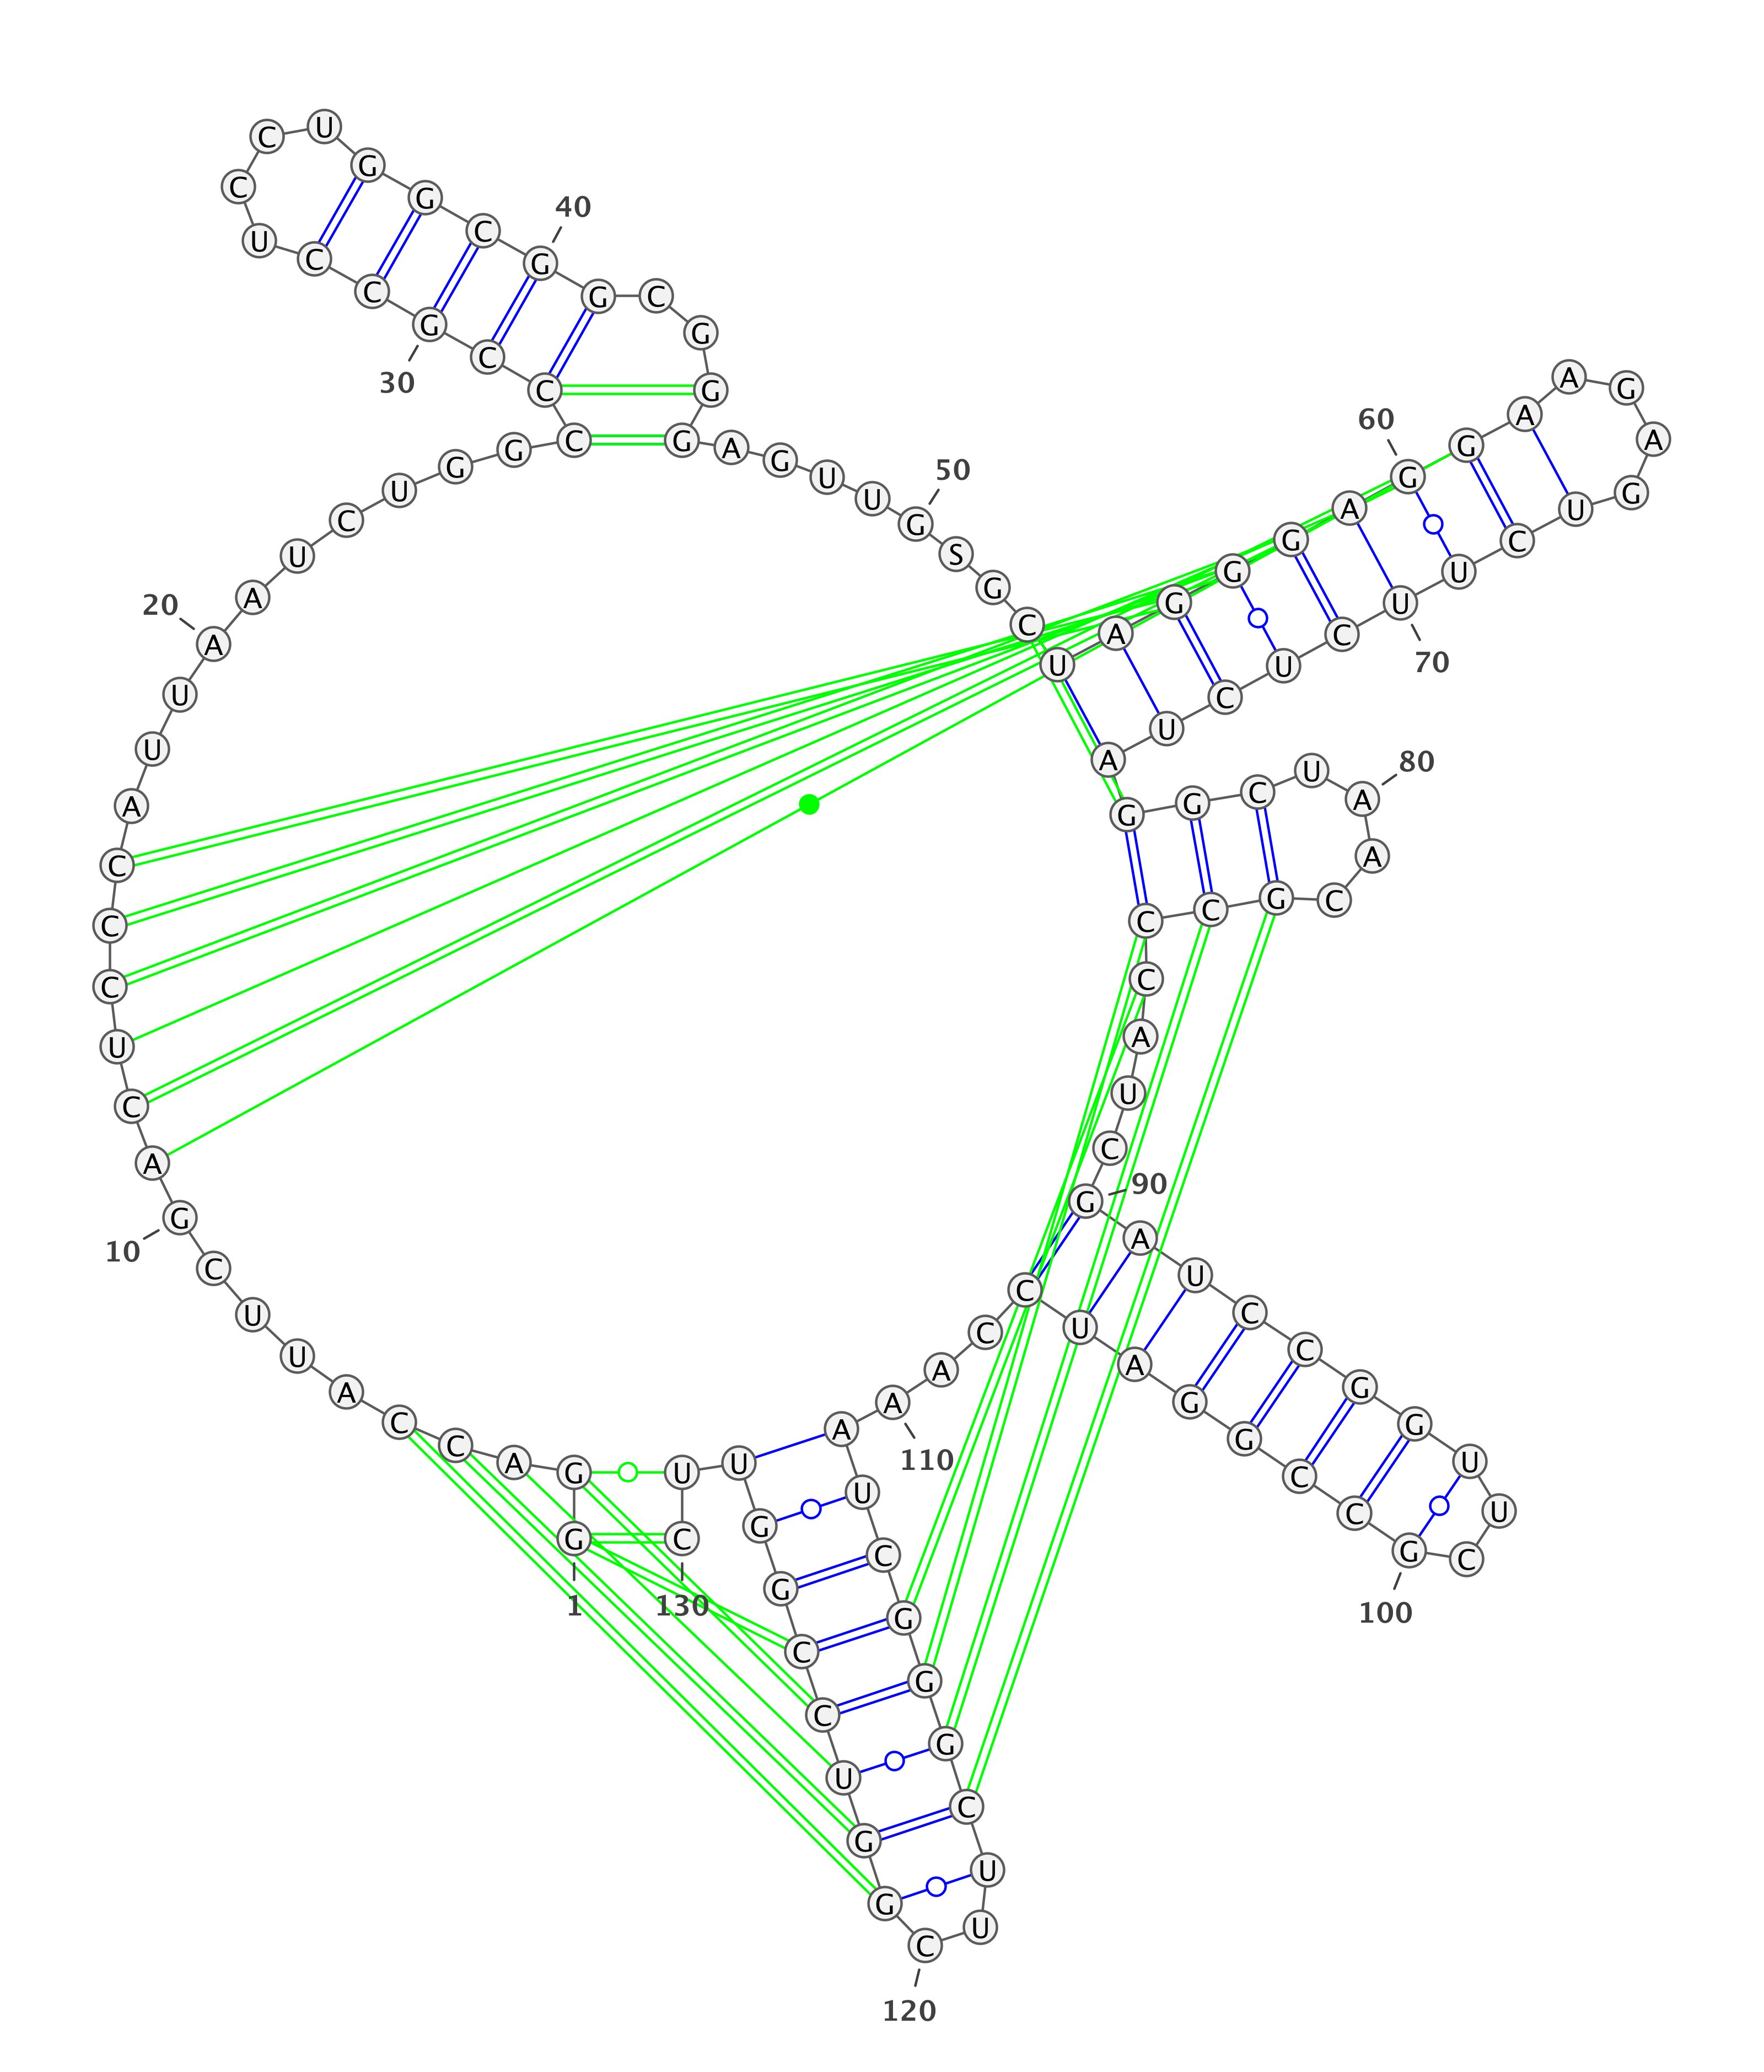 G
1
G A C C A U U C
G
10
A C U C C C A U U
A
20
A U C U G G C C C
G
30
C C U C C U G G C
G
40
G C G G G A G U U
G
50
S G C U A G G G A
G
60
G A A G A G U C U
U
70
C U C U A G G C U
A
80
A C G C C C A U C
G
90
A U C C G G U U C
G
100
C C G G A U C C A
A
110
A U C G G G C U U
C
120
G G U C C G G U U
C
130